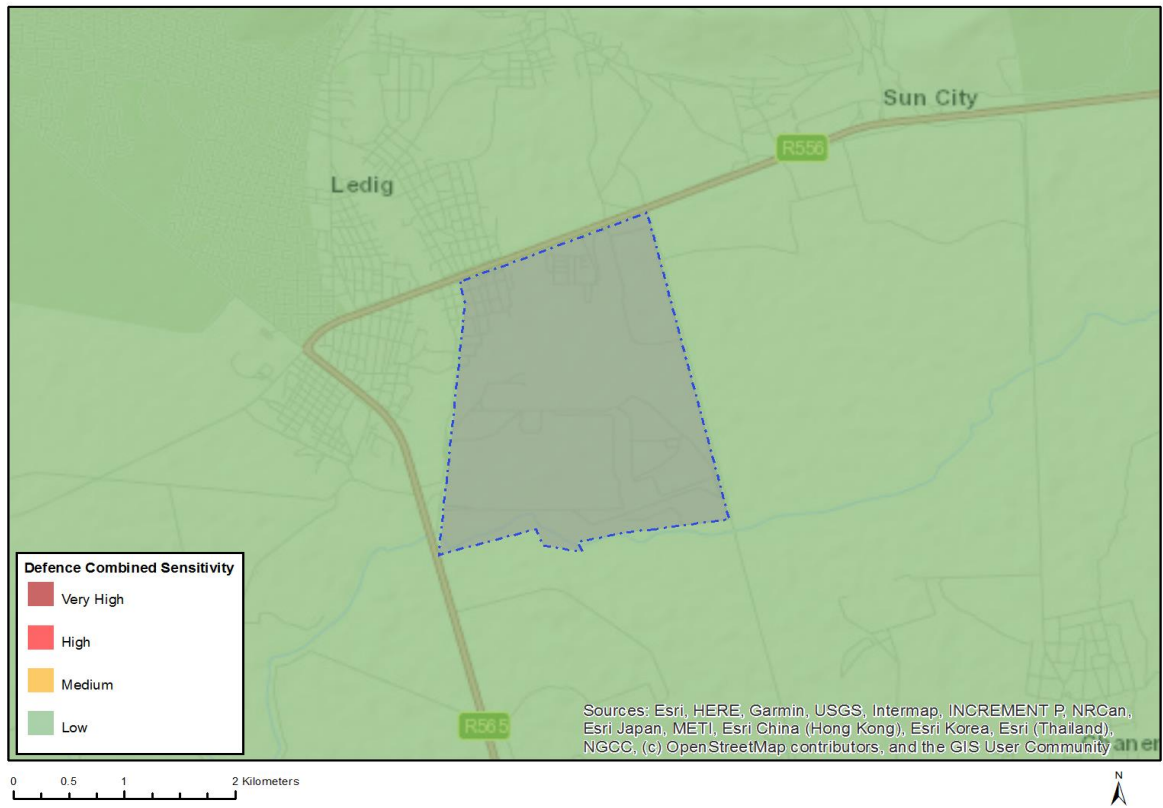 Sun City
R556
Ledig
Defence Combined Sensitivity
Very High
High
Medium
Low
R565
Sources: Esri, HERE, Garmin, USGS, Intermap, INCREMENT P, NRCan,
Esri Japan, METI, Esri China (Hong Kong), Esri Korea, Esri (Thailand),
NGCC, (c) OpenStreetMap contributors, and the GIS User Community
Chaner
0 0.5 1 2 Kilometers
N